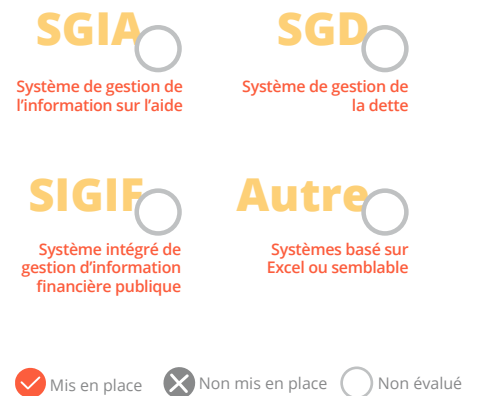 SGIA
Système de gestion de
l'information sur l'aide
SGD
Système de gestion de
la dette
SIGIF
Système intégré de
gestion d'information
financière publique
Autre
Systèmes basé sur
Excel ou semblable
Mis en place
Non mis en place
Non évalué